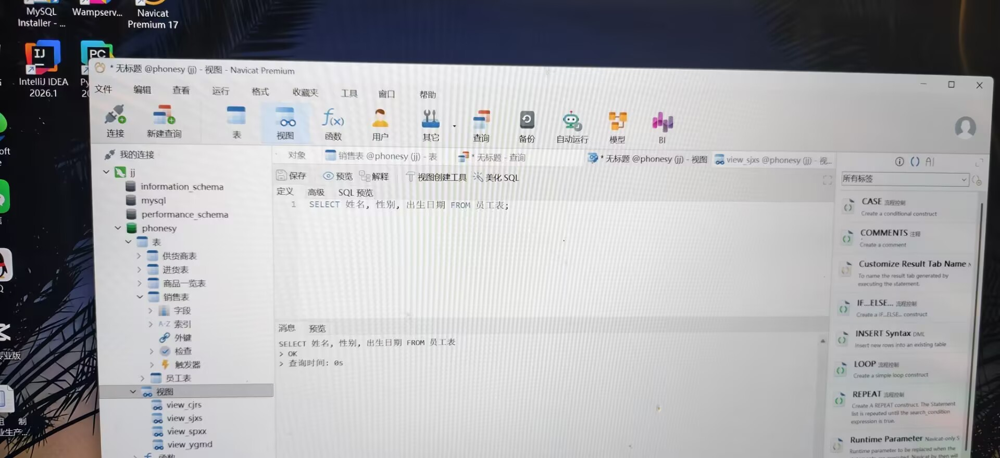 MySQL
Installer - ...
Wampserv...
Navicat
Premium 17
IntelliJ IDEA
2026.1
* 无标题 @phonesy (jj) - 视图 - Navicat Premium
文件 编辑 查看 运行 格式 收藏夹 工具 窗口 帮助
连接 新建查询 表 视图 函数 用户 其它 查询 备份 自动运行 模型 BI
我的连接
jj
information_schema
mysql
performance_schema
phonesy
表
供货商表
进货表
商品一览表
销售表
字段
A-Z 索引
外键
检查
触发器
员工表
视图
view_cjrs
view_sjxs
view_spxx
view_ygmd
函数
对象 销售表 @phonesy (jj) - 表 * 无标题 - 查询 * 无标题 @phonesy (jj) - 视图 view_sjxs @phonesy (jj) - 视...
保存 预览 解释 视图创建工具 美化 SQL
定义 高级 SQL 预览
1 SELECT 姓名, 性别, 出生日期 FROM 员工表;
消息 预览
SELECT 姓名, 性别, 出生日期 FROM 员工表
> OK
> 查询时间: 0s
AI
所有标签
CASE 流程控制
Create a conditional construct
COMMENTS 注释
Create a comment
Customize Result Tab Name
To name the result tab generated by
executing the statement.
IF...ELSE... 流程控制
Create a IF...ELSE... construct
INSERT Syntax DML
Insert new rows into an existing table
LOOP 流程控制
Create a simple loop construct
REPEAT 流程控制
Create A REPEAT construct. The Statement
list is repeated until the search_condition
expression is true.
Runtime Parameter Navicat-only S
Runtime parameter to be replaced when the